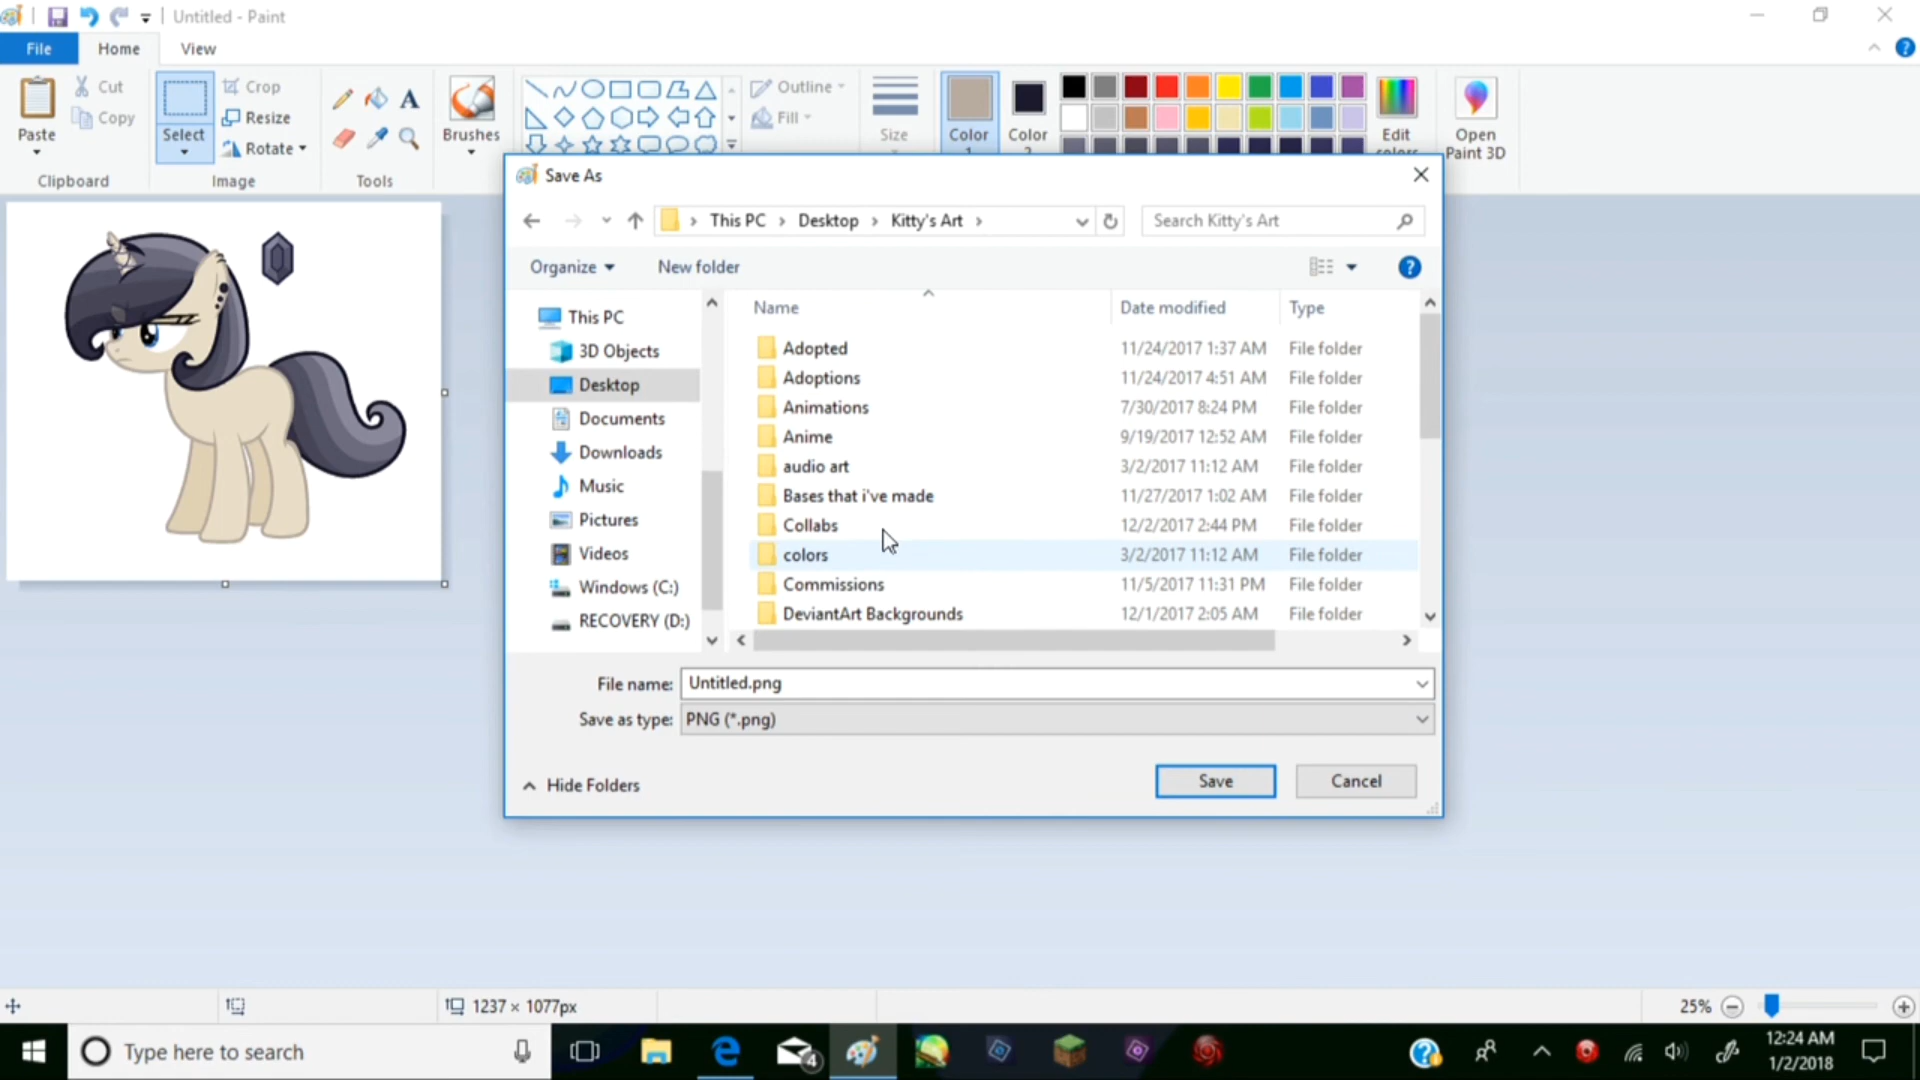 Untitled - Paint
File
Home
View
Paste
Cut
Copy
Clipboard
Select
Crop
Resize
Rotate
Image
Tools
Brushes
Outline
Fill
Size
Color
1
Color
2
Edit
colors
Open
Paint 3D
Save As
This PC
Desktop
Kitty's Art
Search Kitty's Art
Organize
New folder
Name
Date modified
Type
This PC
3D Objects
Desktop
Documents
Downloads
Music
Pictures
Videos
Windows (C:)
RECOVERY (D:)
Adopted 11/24/2017 1:37 AM File folder
Adoptions 11/24/2017 4:51 AM File folder
Animations 7/30/2017 8:24 PM File folder
Anime 9/19/2017 12:52 AM File folder
audio art 3/2/2017 11:12 AM File folder
Bases that i've made 11/27/2017 1:02 AM File folder
Collabs 12/2/2017 2:44 PM File folder
colors 3/2/2017 11:12 AM File folder
Commissions 11/5/2017 11:31 PM File folder
DeviantArt Backgrounds 12/1/2017 2:05 AM File folder
File name: Untitled.png
Save as type: PNG (*.png)
Hide Folders
Save
Cancel
1237 × 1077px
25%
Type here to search
4
12:24 AM
1/2/2018